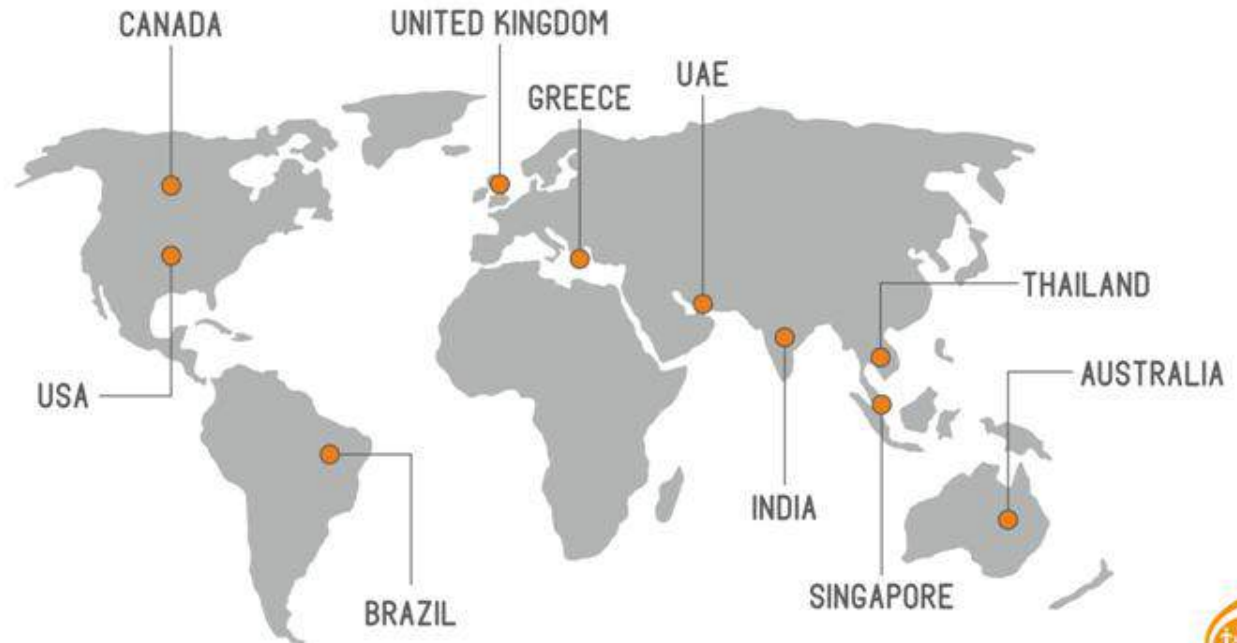 CANADA
UNITED KINGDOM
UAE
GREECE
THAILAND
AUSTRALIA
USA
INDIA
SINGAPORE
BRAZIL